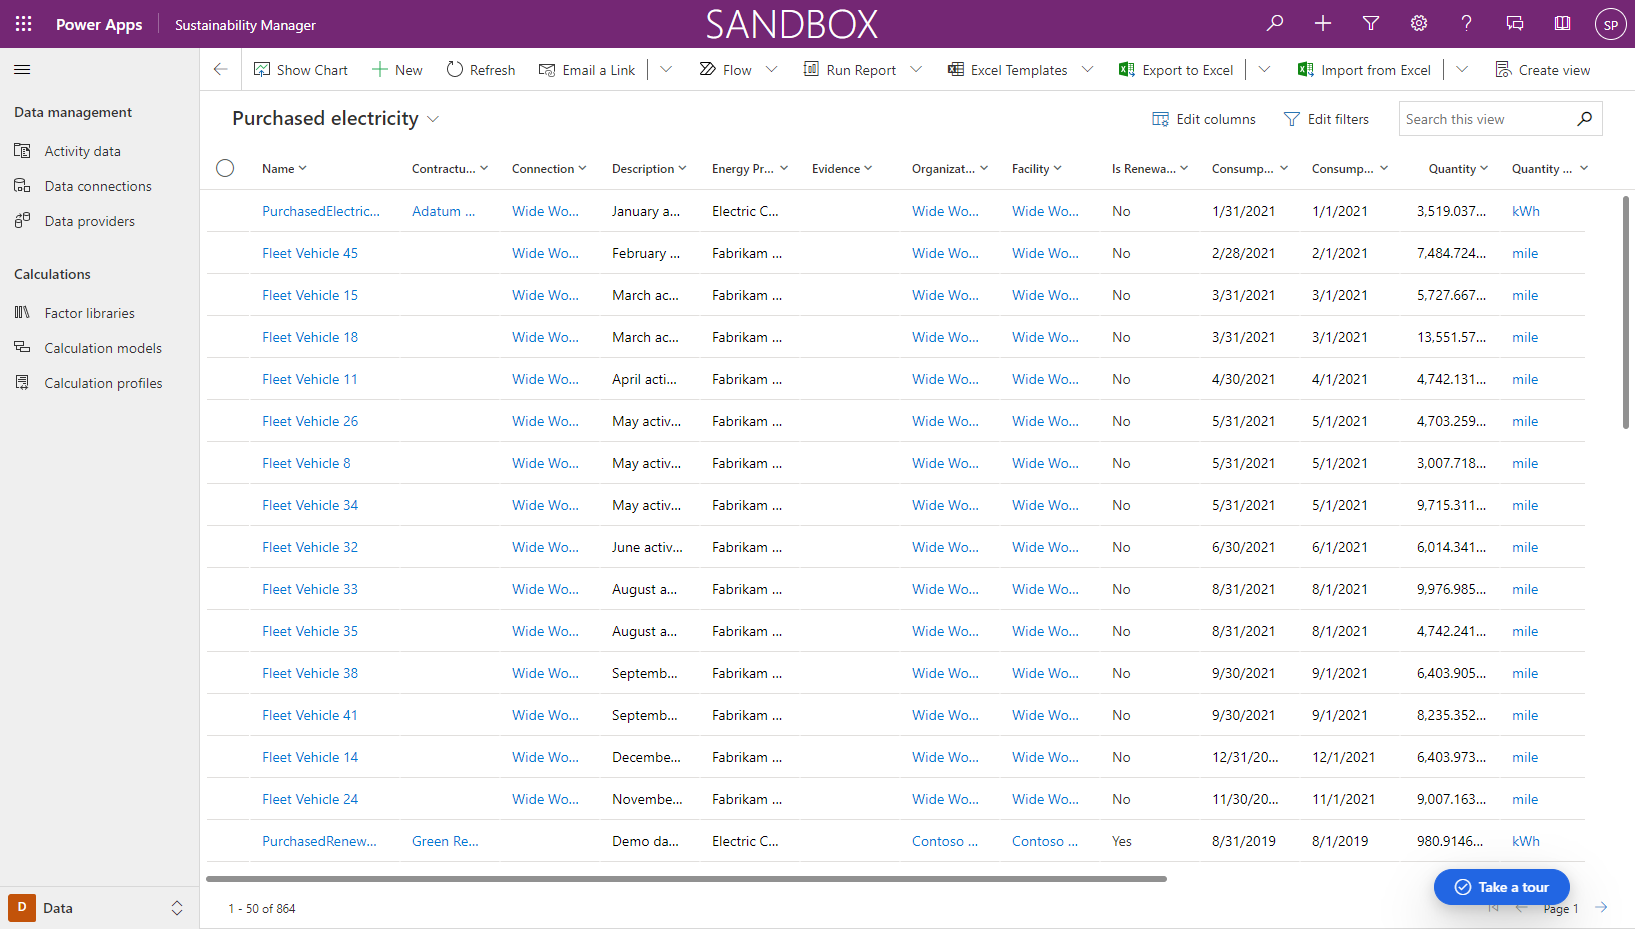 Power Apps
Sustainability Manager
SANDBOX
SP
Show Chart
New
Refresh
Email a Link
Flow
Run Report
Excel Templates
Export to Excel
Import from Excel
Create view
Data management
Activity data
Data connections
Data providers
Calculations
Factor libraries
Calculation models
Calculation profiles
D Data
Purchased electricity
Edit columns
Edit filters
Search this view
Name Contractu... Connection Description Energy Pr... Evidence Organizat... Facility Is Renewa... Consump... Consump... Quantity Quantity ...
PurchasedElectric... Adatum ... Wide Wo... January a... Electric C... Wide Wo... Wide Wo... No 1/31/2021 1/1/2021 3,519.037... kWh
Fleet Vehicle 45 Wide Wo... February ... Fabrikam ... Wide Wo... Wide Wo... No 2/28/2021 2/1/2021 7,484.724... mile
Fleet Vehicle 15 Wide Wo... March ac... Fabrikam ... Wide Wo... Wide Wo... No 3/31/2021 3/1/2021 5,727.667... mile
Fleet Vehicle 18 Wide Wo... March ac... Fabrikam ... Wide Wo... Wide Wo... No 3/31/2021 3/1/2021 13,551.57... mile
Fleet Vehicle 11 Wide Wo... April acti... Fabrikam ... Wide Wo... Wide Wo... No 4/30/2021 4/1/2021 4,742.131... mile
Fleet Vehicle 26 Wide Wo... May activ... Fabrikam ... Wide Wo... Wide Wo... No 5/31/2021 5/1/2021 4,703.259... mile
Fleet Vehicle 8 Wide Wo... May activ... Fabrikam ... Wide Wo... Wide Wo... No 5/31/2021 5/1/2021 3,007.718... mile
Fleet Vehicle 34 Wide Wo... May activ... Fabrikam ... Wide Wo... Wide Wo... No 5/31/2021 5/1/2021 9,715.311... mile
Fleet Vehicle 32 Wide Wo... June activ... Fabrikam ... Wide Wo... Wide Wo... No 6/30/2021 6/1/2021 6,014.341... mile
Fleet Vehicle 33 Wide Wo... August a... Fabrikam ... Wide Wo... Wide Wo... No 8/31/2021 8/1/2021 9,976.985... mile
Fleet Vehicle 35 Wide Wo... August a... Fabrikam ... Wide Wo... Wide Wo... No 8/31/2021 8/1/2021 4,742.241... mile
Fleet Vehicle 38 Wide Wo... Septemb... Fabrikam ... Wide Wo... Wide Wo... No 9/30/2021 9/1/2021 6,403.905... mile
Fleet Vehicle 41 Wide Wo... Septemb... Fabrikam ... Wide Wo... Wide Wo... No 9/30/2021 9/1/2021 8,235.352... mile
Fleet Vehicle 14 Wide Wo... Decembe... Fabrikam ... Wide Wo... Wide Wo... No 12/31/20... 12/1/2021 6,403.973... mile
Fleet Vehicle 24 Wide Wo... Novembe... Fabrikam ... Wide Wo... Wide Wo... No 11/30/20... 11/1/2021 9,007.163... mile
PurchasedRenew... Green Re... Demo da... Electric C... Contoso ... Contoso ... Yes 8/31/2019 8/1/2019 980.9146... kWh
Take a tour
1 - 50 of 864
Page 1